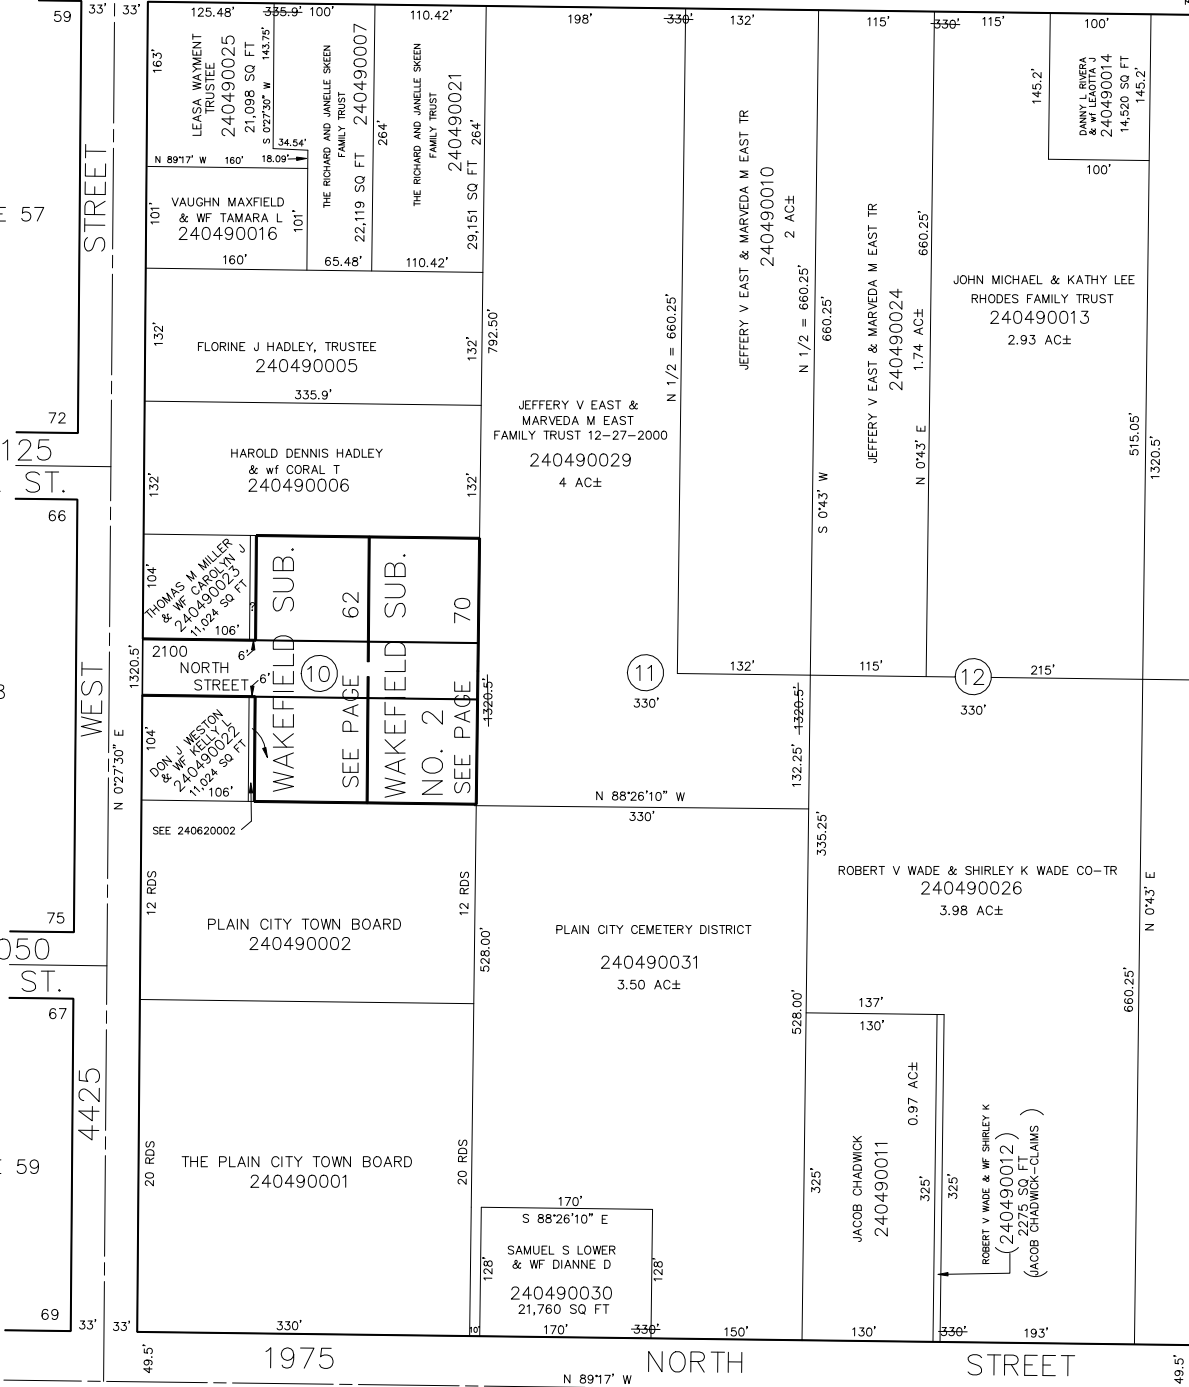 59
33'
33'
125.48'
335.9'
100'
110.42'
198'
330'
132'
115'
330'
115'
100'
163'
LEASA WAYMENT
TRUSTEE
240490025
21,098 SQ FT
S 0°27'30" W
143.75'
34.54'
18.09'
N 89°17' W
160'
THE RICHARD AND JANELLE SKEEN
FAMILY TRUST
22,119 SQ FT
240490007
264'
THE RICHARD AND JANELLE SKEEN
FAMILY TRUST
240490021
29,151 SQ FT
264'
JEFFERY V EAST & MARVEDA M EAST TR
240490010
2 AC±
N 1/2 = 660.25'
N 1/2 = 660.25'
660.25'
JEFFERY V EAST & MARVEDA M EAST TR
240490024
1.74 AC±
660.25'
N 0°43' E
S 0°43' W
145.2'
DANNY L RIVERA
& wf LEAOTTA J
240490014
14,520 SQ FT
145.2'
100'
STREET
E 57
VAUGHN MAXFIELD
& WF TAMARA L
240490016
101'
101'
160'
65.48'
110.42'
JOHN MICHAEL & KATHY LEE
RHODES FAMILY TRUST
240490013
2.93 AC±
515.05'
1320.5'
132'
FLORINE J HADLEY, TRUSTEE
240490005
132'
792.50'
335.9'
72
125
ST.
66
HAROLD DENNIS HADLEY
& wf CORAL T
240490006
132'
132'
JEFFERY V EAST &
MARVEDA M EAST
FAMILY TRUST 12-27-2000
240490029
4 AC±
104'
THOMAS M MILLER
& WF CAROLYN J
240490023
11,024 SQ FT
106'
?
6'
WAKEFIELD SUB.
SEE PAGE 62
WAKEFIELD SUB.
NO. 2
SEE PAGE 70
2100
NORTH
STREET
6'
10
11
12
1320.5'
1320.5'
330'
132'
115'
215'
330'
1320.5'
132.25'
WEST
N 0°27'30" E
104'
DON J WESTON
& WF KELLY L
240490022
11,024 SQ FT
106'
SEE 240620002
N 88°26'10" W
330'
335.25'
ROBERT V WADE & SHIRLEY K WADE CO-TR
240490026
3.98 AC±
N 0°43' E
75
050
ST.
67
12 RDS
PLAIN CITY TOWN BOARD
240490002
12 RDS
528.00'
PLAIN CITY CEMETERY DISTRICT
240490031
3.50 AC±
528.00'
137'
130'
660.25'
4425
E 59
20 RDS
THE PLAIN CITY TOWN BOARD
240490001
20 RDS
170'
S 88°26'10" E
SAMUEL S LOWER
& WF DIANNE D
240490030
21,760 SQ FT
128'
128'
325'
JACOB CHADWICK
240490011
0.97 AC±
325'
325'
ROBERT V WADE & WF SHIRLEY K
(240490012)
2275 SQ FT
(JACOB CHADWICK-CLAIMS)
69
33'
33'
330'
10'
170'
330'
150'
130'
330'
193'
49.5'
1975
NORTH
STREET
49.5'
N 89°17' W